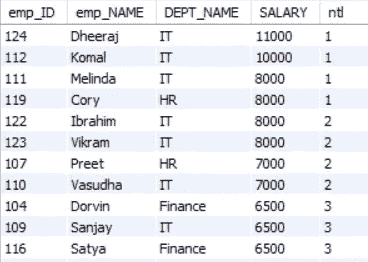 emp_ID emp_NAME DEPT_NAME SALARY ntl
124 Dheeraj IT 11000 1
112 Komal IT 10000 1
111 Melinda IT 8000 1
119 Cory HR 8000 1
122 Ibrahim IT 8000 2
123 Vikram IT 8000 2
107 Preet HR 7000 2
110 Vasudha IT 7000 2
104 Dorvin Finance 6500 3
109 Sanjay IT 6500 3
116 Satya Finance 6500 3